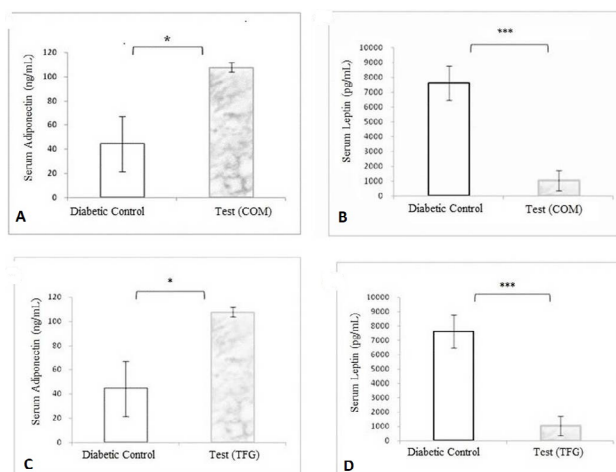 *
120
100
80
60
40
20
0
Serum Adiponectin (ng/mL)
Diabetic Control
Test (COM)
A
***
10000
9000
8000
7000
6000
5000
4000
3000
2000
1000
0
Serum Leptin (pg/mL)
Diabetic Control
Test (COM)
B
*
120
100
80
60
40
20
0
Serum Adiponectin (ng/mL)
Diabetic Control
Test (TFG)
C
***
10000
9000
8000
7000
6000
5000
4000
3000
2000
1000
0
Serum Leptin (pg/mL)
Diabetic Control
Test (TFG)
D